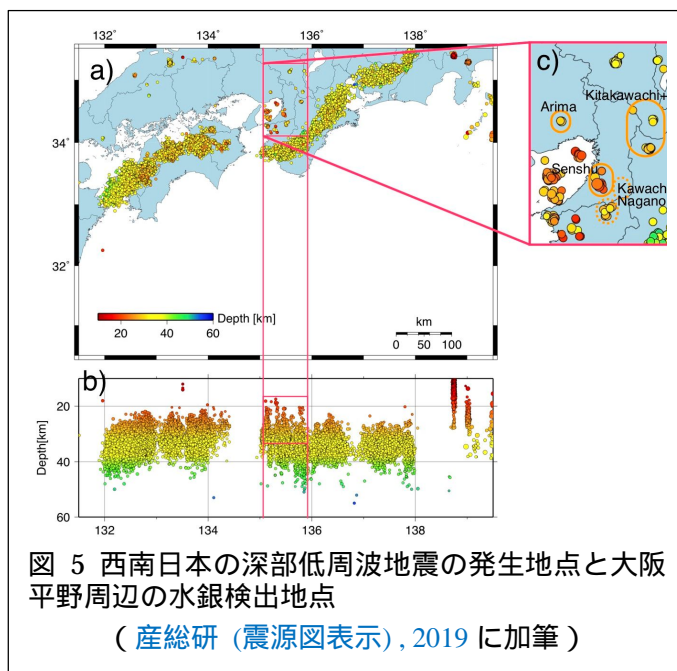 132˚ 134˚ 136˚ 138˚
a)
c)
Kitakawachi+
Arima
34˚
Senshu
Kawach
Nagano
32˚
Depth [km]
20 40 60
km
0 50 100
b)
20
40
60
Depth[km]
132 134 136 138
図 5 西南日本の深部低周波地震の発生地点と大阪
平野周辺の水銀検出地点
(産総研 (震源図表示) , 2019 に加筆)